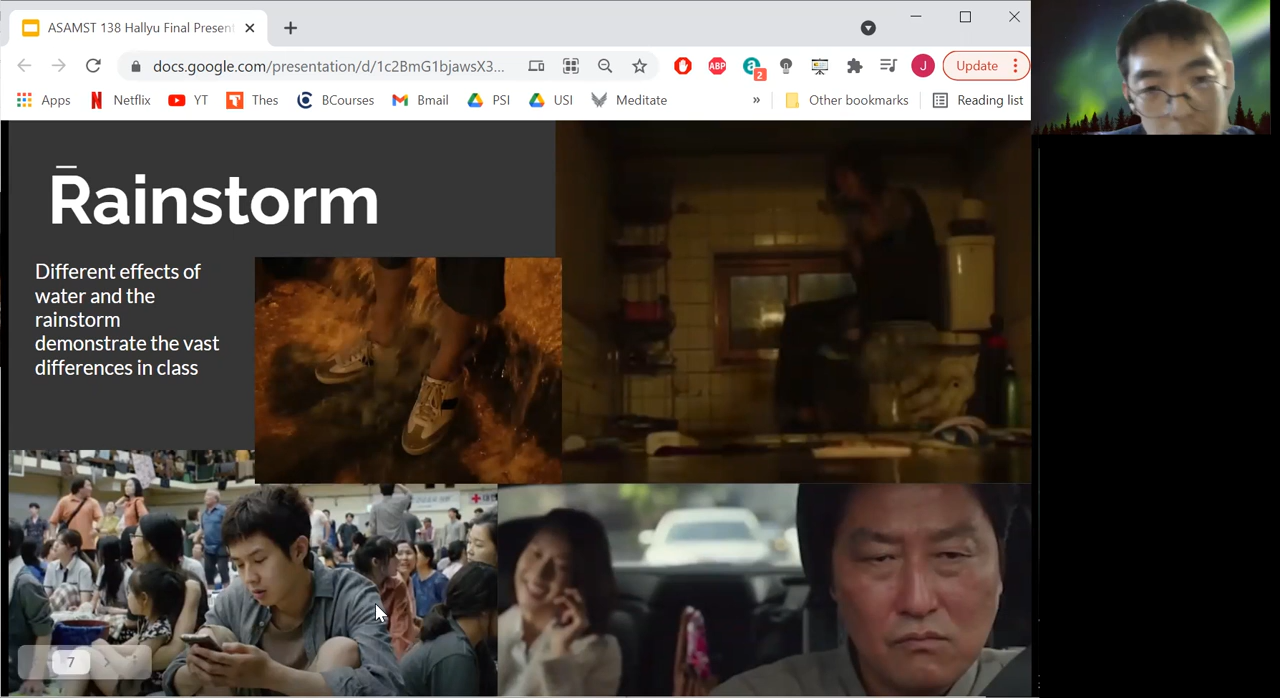 ASAMST 138 Hallyu Final Present
docs.google.com/presentation/d/1c2BmG1bjawsX3...
ABP
a
2
J
Update
Apps
Netflix
YT
Thes
BCourses
Bmail
PSI
USI
Meditate
»
Other bookmarks
Reading list
Rainstorm
Different effects of
water and the
rainstorm
demonstrate the vast
differences in class
7